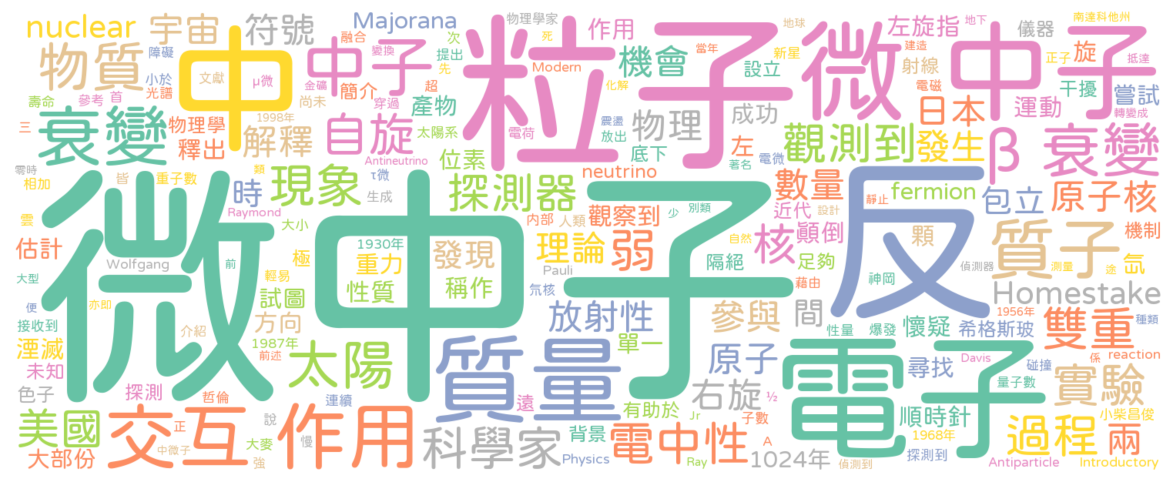 微中子
粒子
反
電子
微中子
中
質量
交互作用
衰變
β衰變
質子
中子
物質
nuclear
宇宙
符號
Majorana
物理學家
作用
機會
左旋指
儀器
地球
南達科他州
地下
障礙
文獻
μ微
融合
變換
死
次
提出
先
Modern
當年
新星
設立
射線
建造
旋
正子
抵達
小於
光譜
金礦
簡介
超
化解
電磁
干擾
嘗試
壽命
參考
首
尚未
穿過
產物
物理
成功
日本
運動
轉變成
三
1998年
物理學
解釋
釋出
自旋
太陽系
電荷
震盪
放出
底下
左
觀測到
發生
Antineutrino
位素
neutrino
電微
著名
零時
相加
皆
重子數
類
時
現象
τ微
生成
探測器
數量
fermion
靜止
包立
原子核
雲
估計
Raymond
大小
1930年
內部
人類
觀察到
少
別類
近代
設計
核
顛倒
顆
機制
Wolfgang
前
極
重力
發現
理論
弱
Pauli
隔絕
自然
足夠
神岡
偵測器
測量
途
氙
大型
亦即
輕易
試圖
性質
稱作
氘核
藉由
Homestake
便
接收到
介紹
方向
放射性
參與
間
性量
爆發
懷疑
希格斯玻
1956年
種類
雙重
湮滅
1987年
前述
太陽
單一
原子
尋找
Davis
碰撞
係
reaction
未知
色子
探測
哲倫
連續
遠
有助於
右旋
½
量子數
實驗
美國
正
說
科學家
背景
Jr
子數
順時針
小柴昌俊
大部份
中微子
大麥
強
慢
Physics
電中性
Ray
A
1024年
偵測到
1968年
探測到
過程
兩
Antiparticle
Introductory